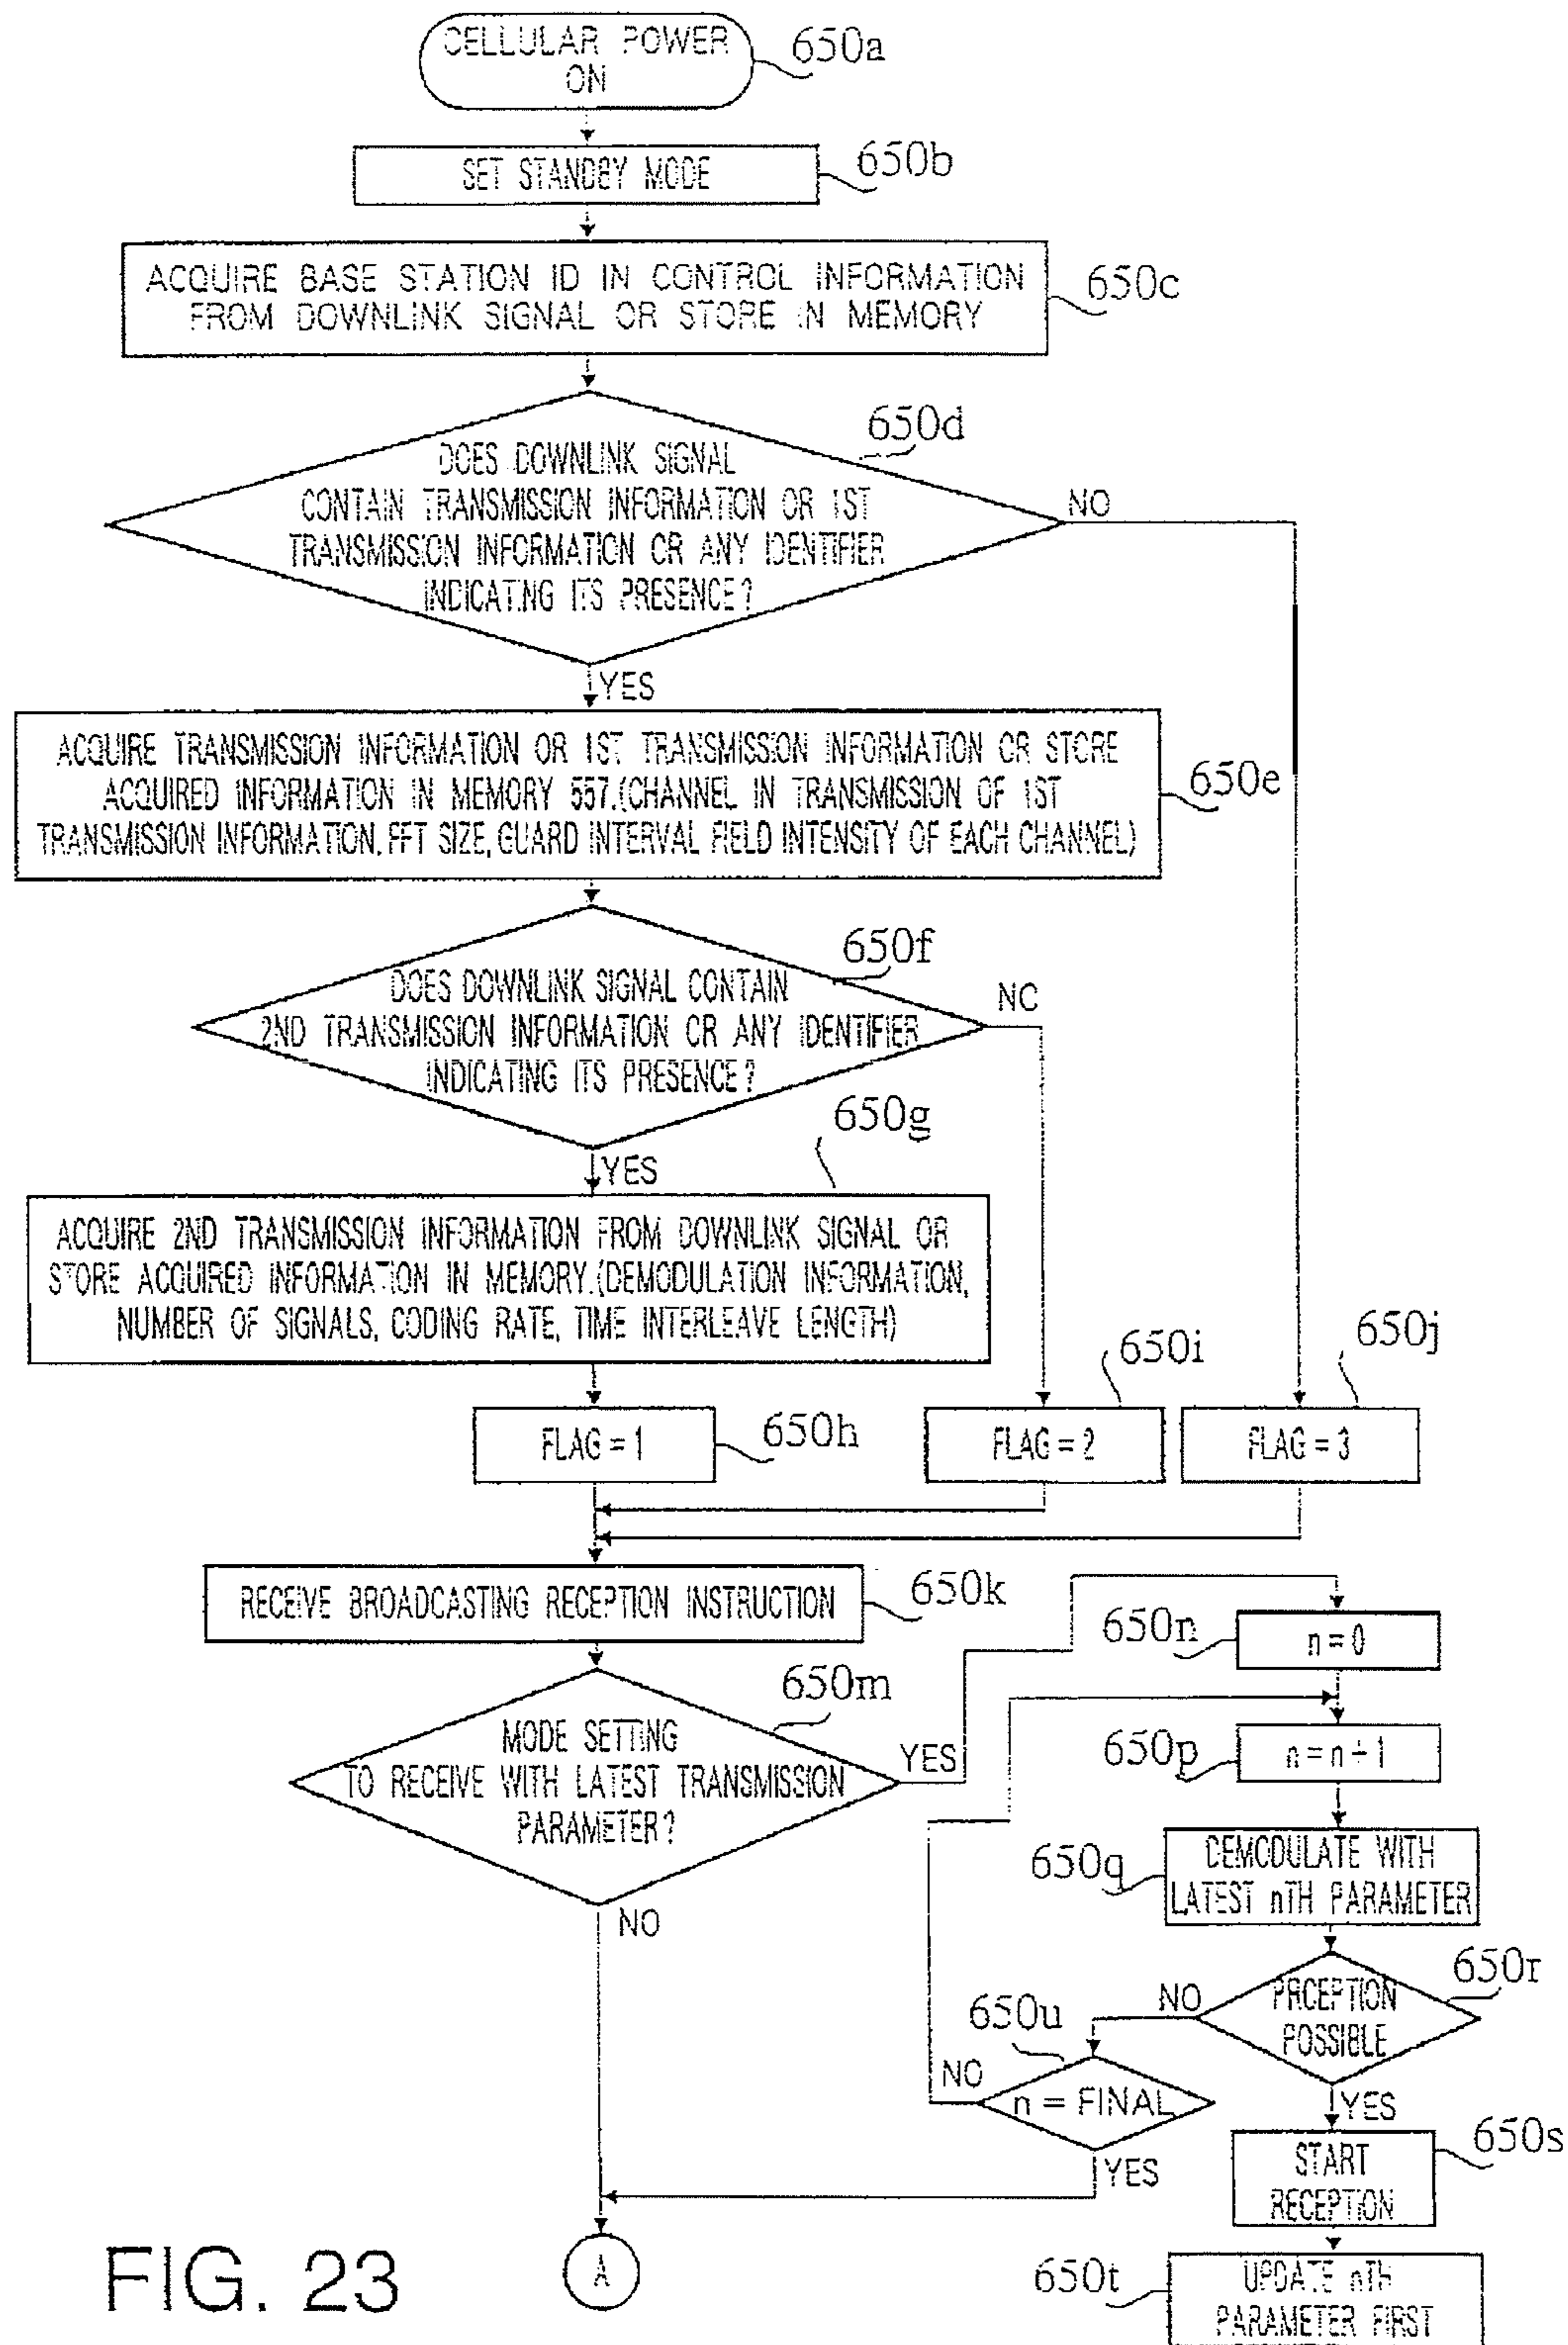 CELLULAR POWER
ON
650a
SET STANDBY MODE
650b
ACQUIRE BASE STATION ID IN CONTROL INFORMATION
FROM DOWNLINK SIGNAL OR STORE IN MEMORY
650c
650d
DOES DOWNLINK SIGNAL
CONTAIN TRANSMISSION INFORMATION OR 1ST
TRANSMISSION INFORMATION OR ANY IDENTIFIER
INDICATING ITS PRESENCE?
NO
YES
ACQUIRE TRANSMISSION INFORMATION OR 1ST TRANSMISSION INFORMATION OR STORE
ACQUIRED INFORMATION IN MEMORY 557.(CHANNEL IN TRANSMISSION OF 1ST
TRANSMISSION INFORMATION, FFT SIZE, GUARD INTERVAL FIELD INTENSITY OF EACH CHANNEL)
650e
650f
DOES DOWNLINK SIGNAL CONTAIN
2ND TRANSMISSION INFORMATION OR ANY IDENTIFIER
INDICATING ITS PRESENCE?
NO
YES
650g
ACQUIRE 2ND TRANSMISSION INFORMATION FROM DOWNLINK SIGNAL OR
STORE ACQUIRED INFORMATION IN MEMORY.(DEMODULATION INFORMATION,
NUMBER OF SIGNALS, CODING RATE, TIME INTERLEAVE LENGTH)
FLAG = 1
650h
650i
FLAG = 2
650j
FLAG = 3
RECEIVE BROADCASTING RECEPTION INSTRUCTION
650k
650m
MODE SETTING
TO RECEIVE WITH LATEST TRANSMISSION
PARAMETER?
YES
NO
650n
n = 0
650p
n = n + 1
650q
DEMODULATE WITH
LATEST nTH PARAMETER
650r
PRCEPTION
POSSIBLE
NO
YES
650u
n = FINAL
NO
YES
650s
START
RECEPTION
650t
UPDATE nTH
PARAMETER FIRST
A
FIG. 23